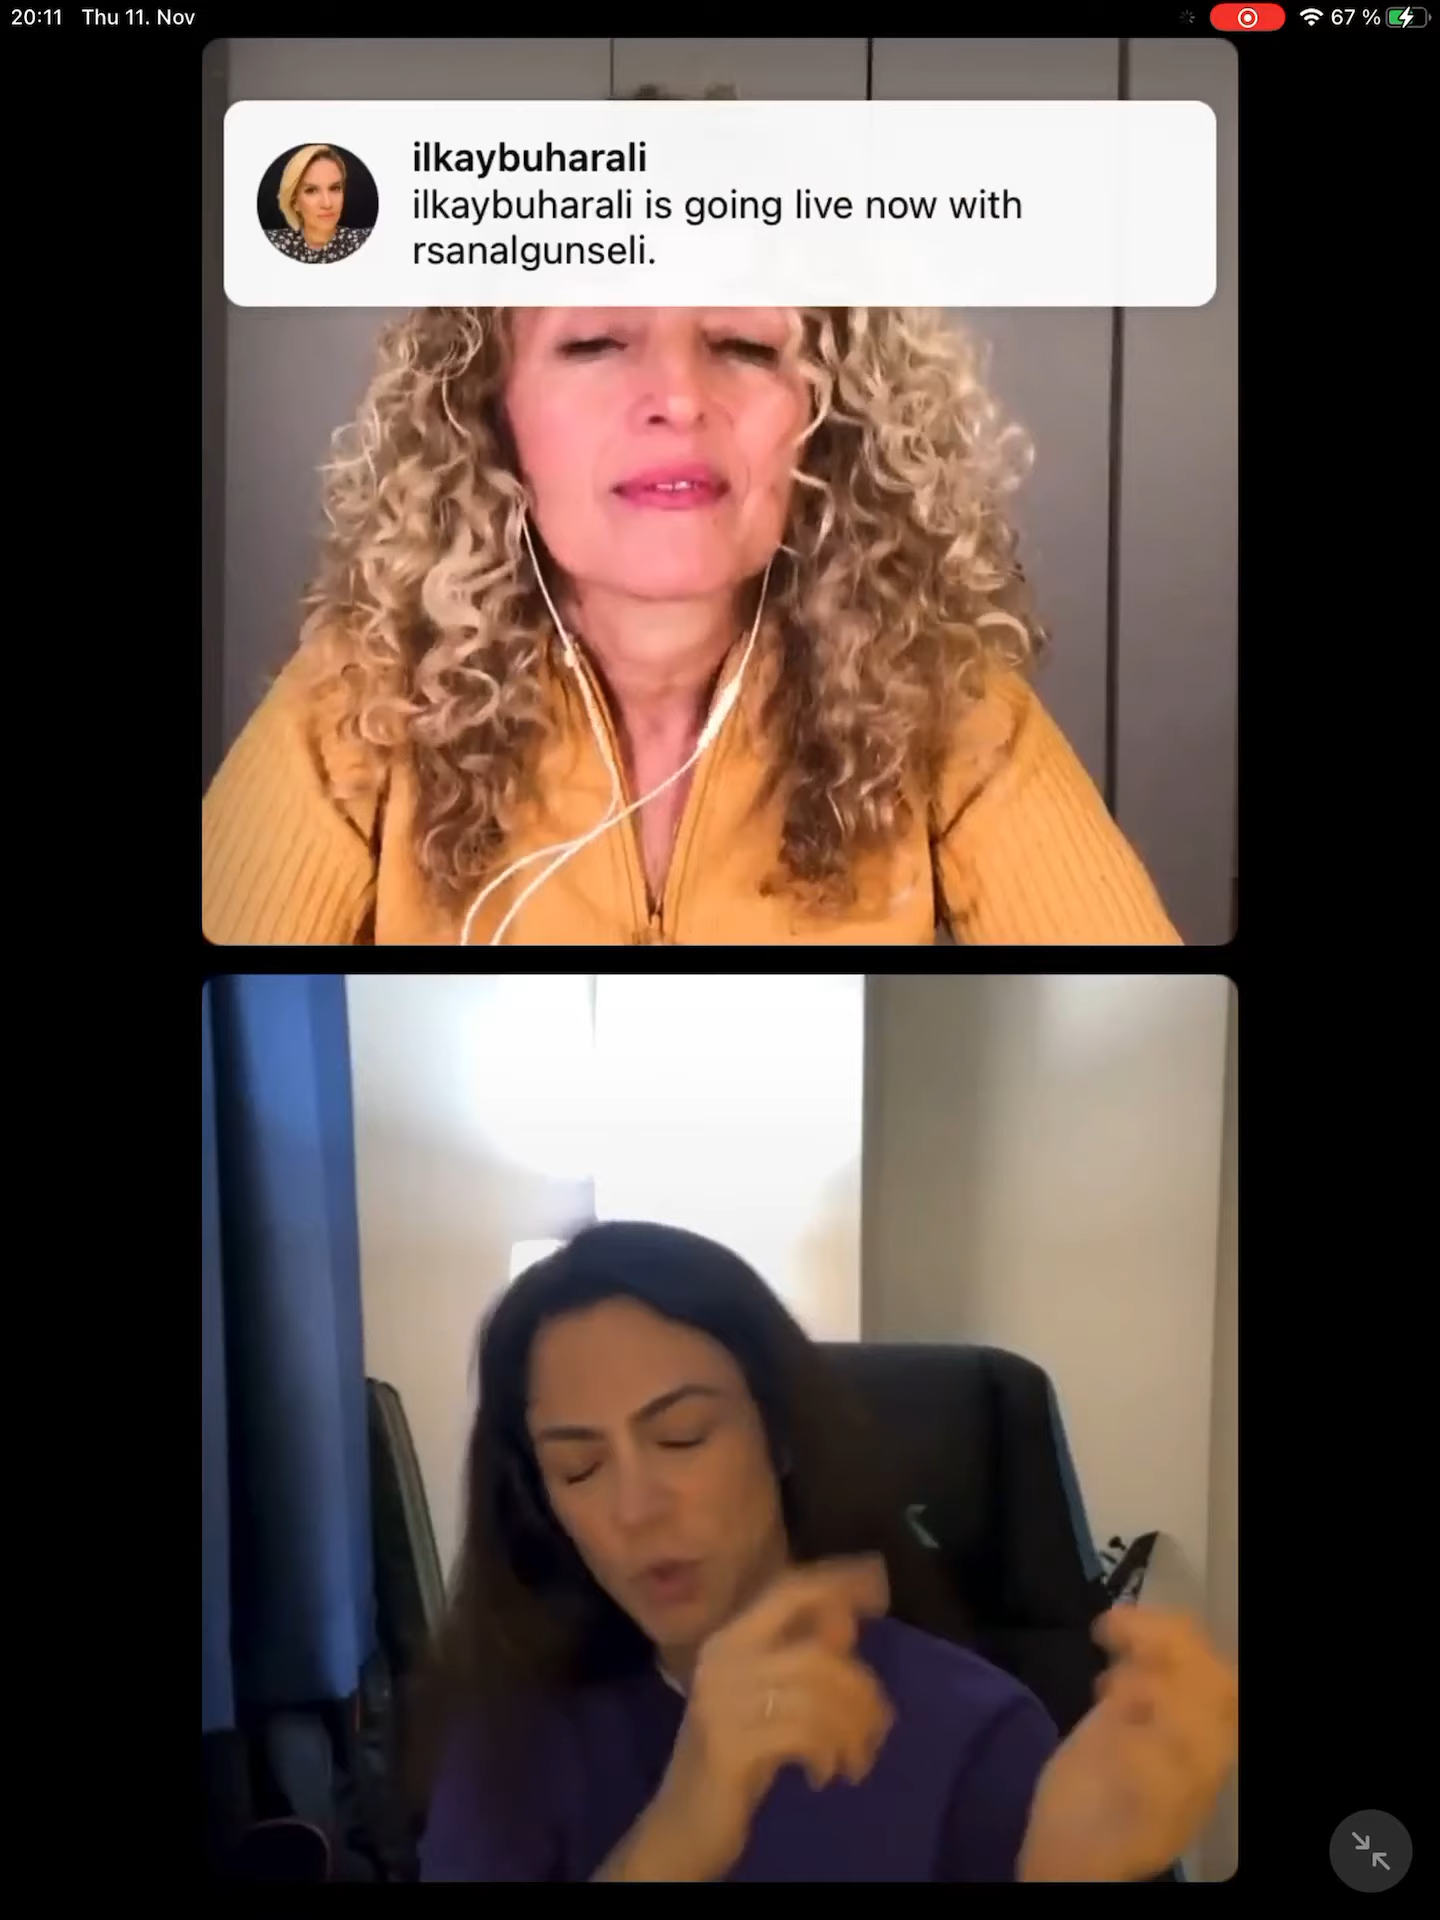 20:11 Thu 11. Nov 67 %
ilkaybuharali
ilkaybuharali is going live now with
rsanalgunseli.